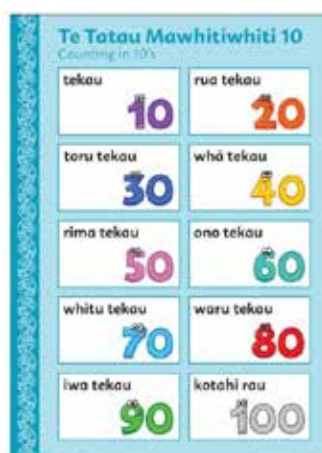 Te Tatau Mawhitiwhiti 10
Counting in 10's
tekau
10
rua tekau
20
toru tekau
30
whā tekau
40
rima tekau
50
ono tekau
60
whitu tekau
70
waru tekau
80
iwa tekau
90
kotahi rau
100